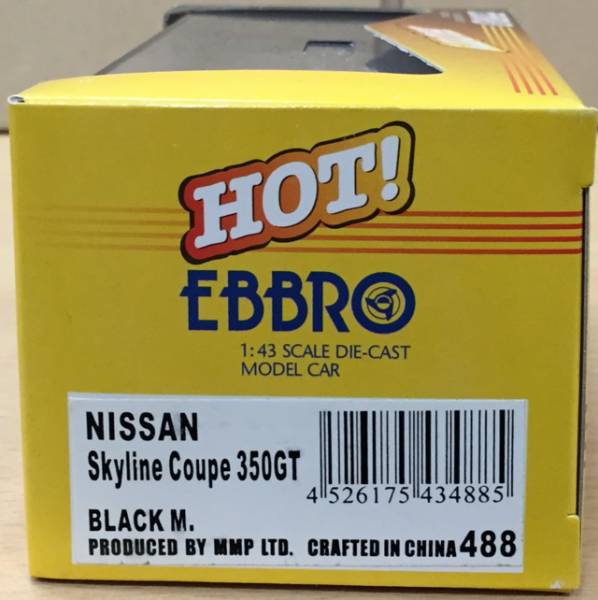 HOT!
EBBRO
1:43 SCALE DIE-CAST
MODEL CAR
NISSAN
Skyline Coupe 350GT
4 526175 434885
BLACK M.
PRODUCED BY MMP LTD. CRAFTED IN CHINA 488